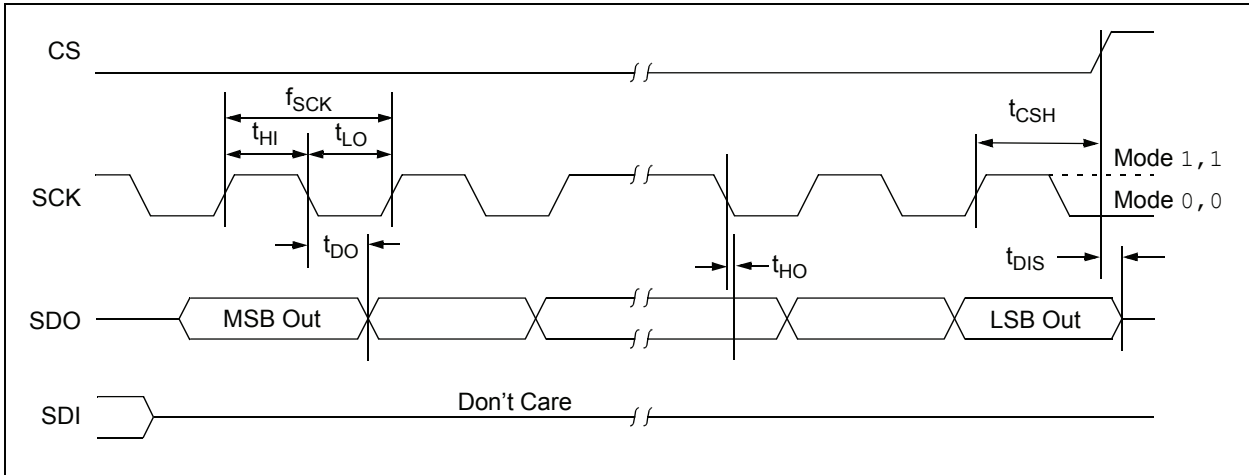 CS
fSCK
tHI
tLO
tCSH
Mode 1,1
SCK
Mode 0,0
tDO
tHO
tDIS
SDO
MSB Out
LSB Out
SDI
Don't Care